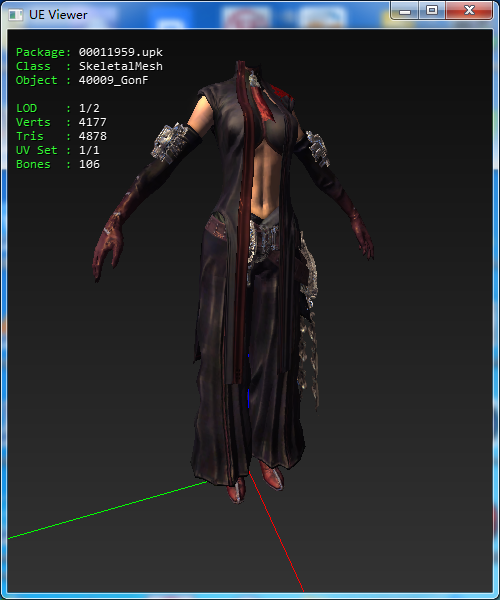 UE Viewer
Package: 00011959.upk
Class : SkeletalMesh
Object : 40009_GonF
LOD : 1/2
Verts : 4177
Tris : 4878
UV Set : 1/1
Bones : 106